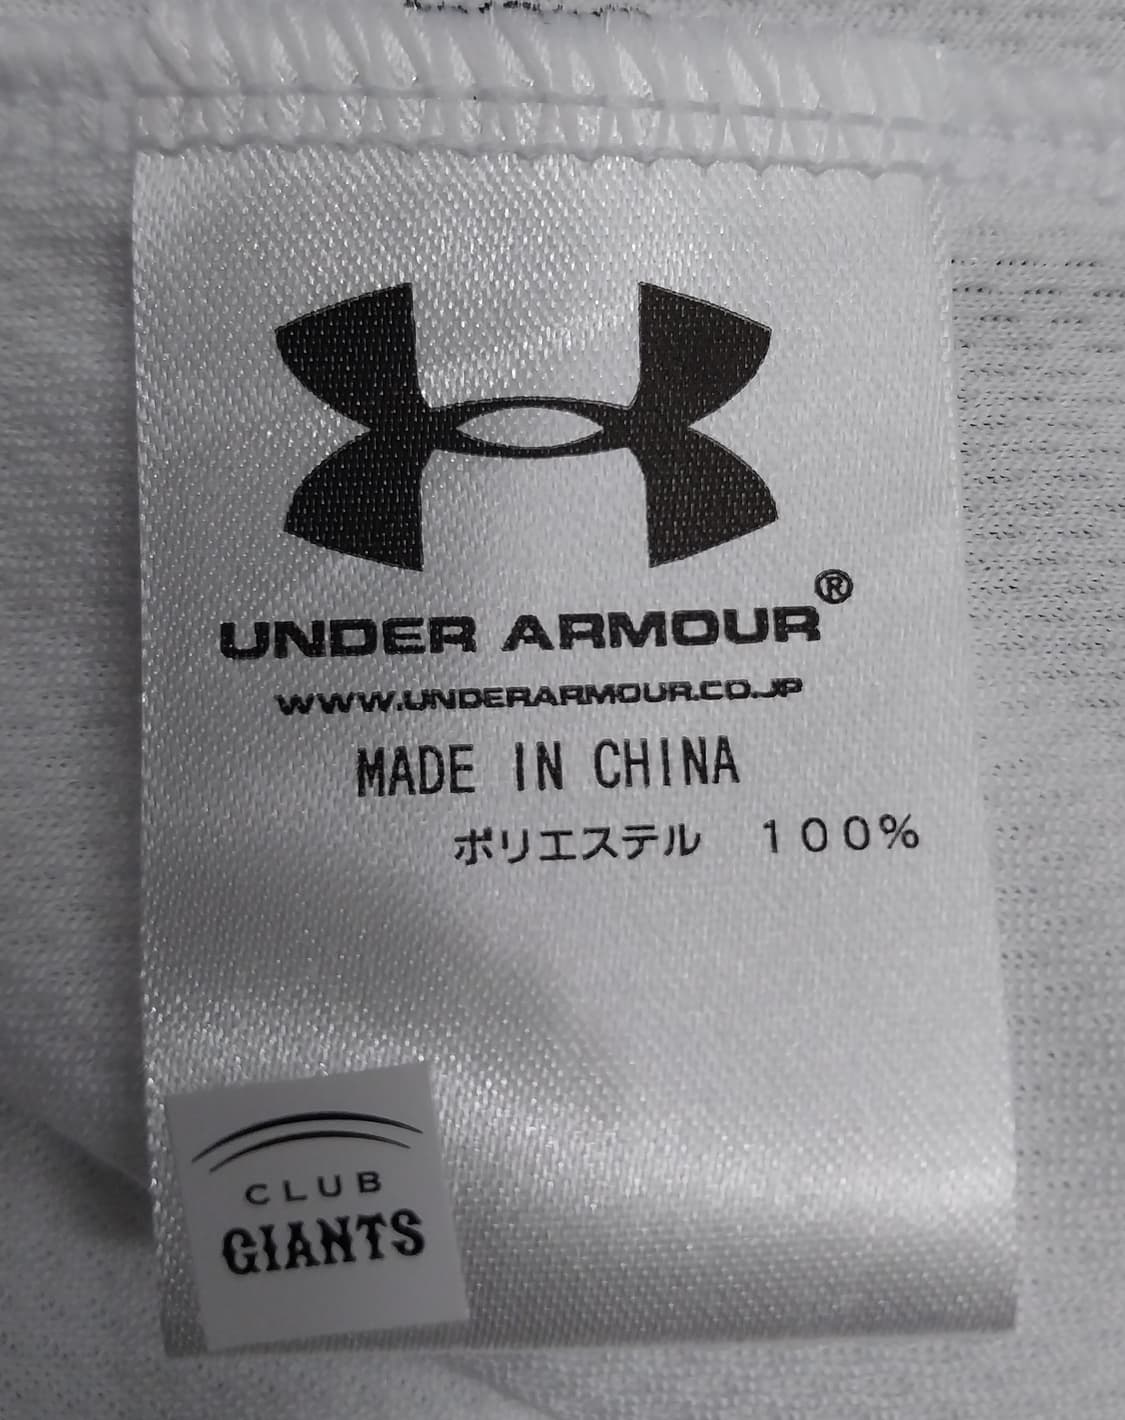 UNDER ARMOUR®
WWW.UNDERARMOUR.CO.JP
MADE IN CHINA
ポリエステル 100%
CLUB
GIANTS